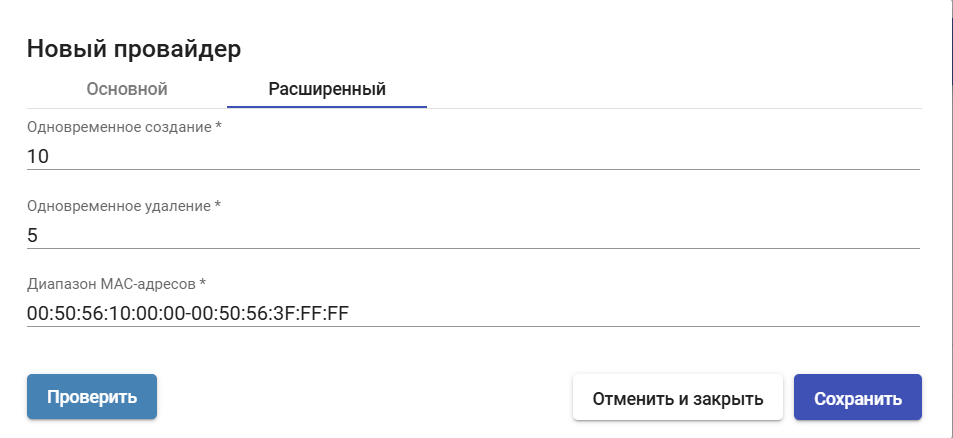 Новый провайдер
Основной Расширенный
Одновременное создание *
10
Одновременное удаление *
5
Диапазон MAC-адресов *
00:50:56:10:00:00-00:50:56:3F:FF:FF
Проверить Отменить и закрыть Сохранить